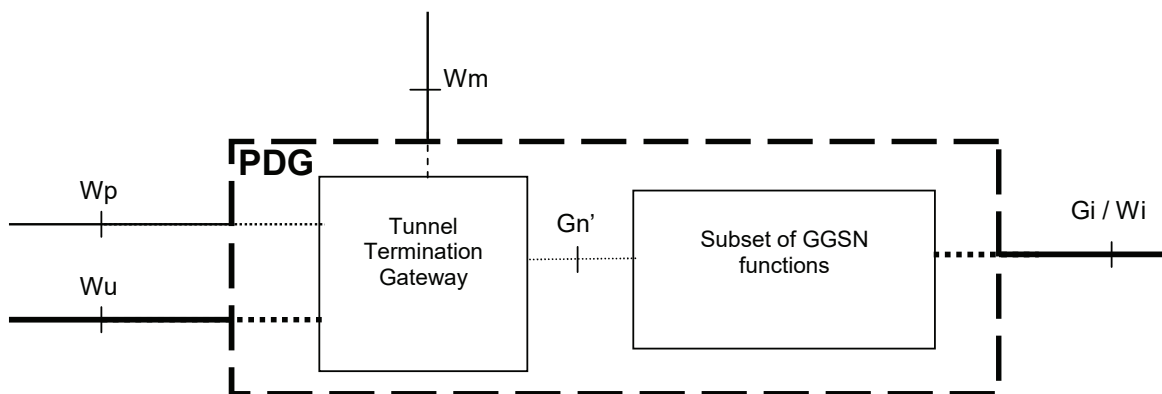 Wm
PDG
Wp
Tunnel
Termination
Gateway
Gn’
Subset of GGSN
functions
Gi / Wi
Wu